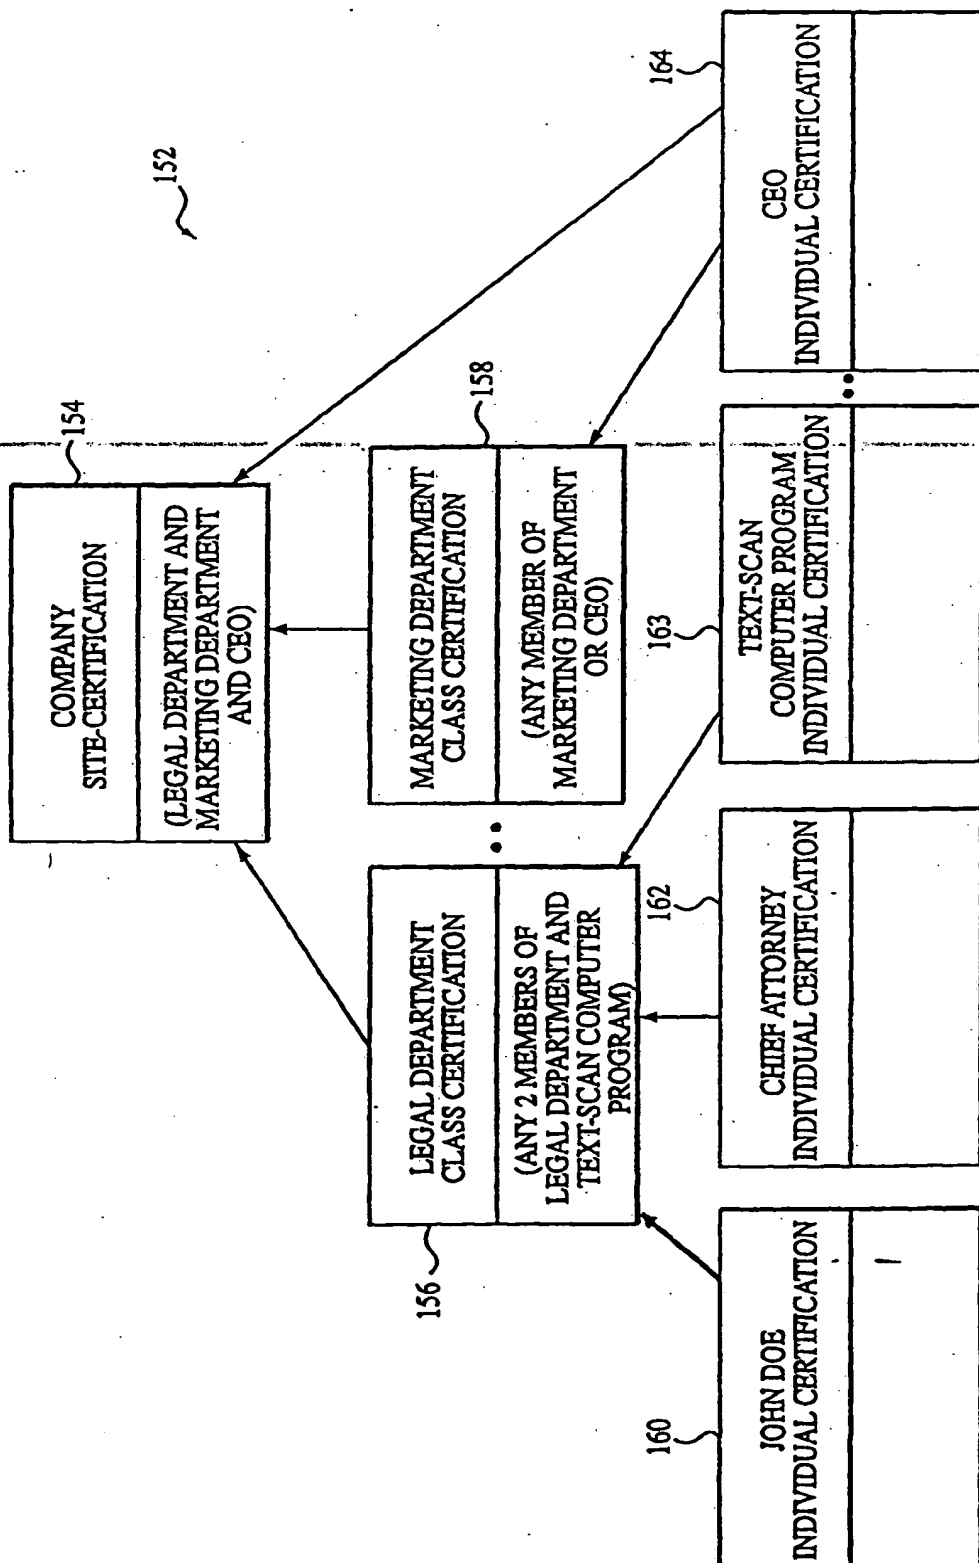 152
154
COMPANY
SITE-CERTIFICATION
(LEGAL DEPARTMENT AND
MARKETING DEPARTMENT
AND CEO)
156
LEGAL DEPARTMENT
CLASS CERTIFICATION
(ANY 2 MEMBERS OF
LEGAL DEPARTMENT AND
TEXT-SCAN COMPUTER
PROGRAM)
158
MARKETING DEPARTMENT
CLASS CERTIFICATION
(ANY MEMBER OF
MARKETING DEPARTMENT
OR CEO)
160
JOHN DOE
INDIVIDUAL CERTIFICATION
162
CHIEF ATTORNEY
INDIVIDUAL CERTIFICATION
163
TEXT-SCAN
COMPUTER PROGRAM
INDIVIDUAL CERTIFICATION
164
CEO
INDIVIDUAL CERTIFICATION